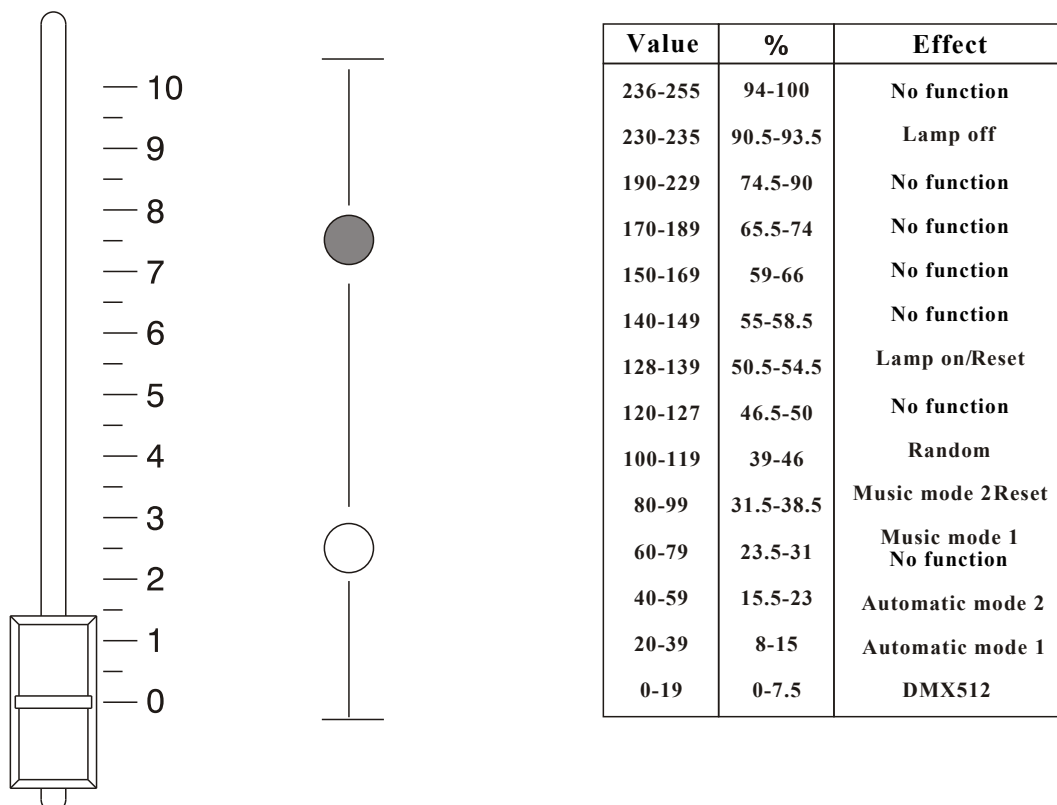 10
9
8
7
6
5
4
3
2
1
0
Value % Effect
236-255 94-100 No function
230-235 90.5-93.5 Lamp off
190-229 74.5-90 No function
170-189 65.5-74 No function
150-169 59-66 No function
140-149 55-58.5 No function
128-139 50.5-54.5 Lamp on/Reset
120-127 46.5-50 No function
100-119 39-46 Random
80-99 31.5-38.5 Music mode 2Reset
60-79 23.5-31 Music mode 1
No function
40-59 15.5-23 Automatic mode 2
20-39 8-15 Automatic mode 1
0-19 0-7.5 DMX512